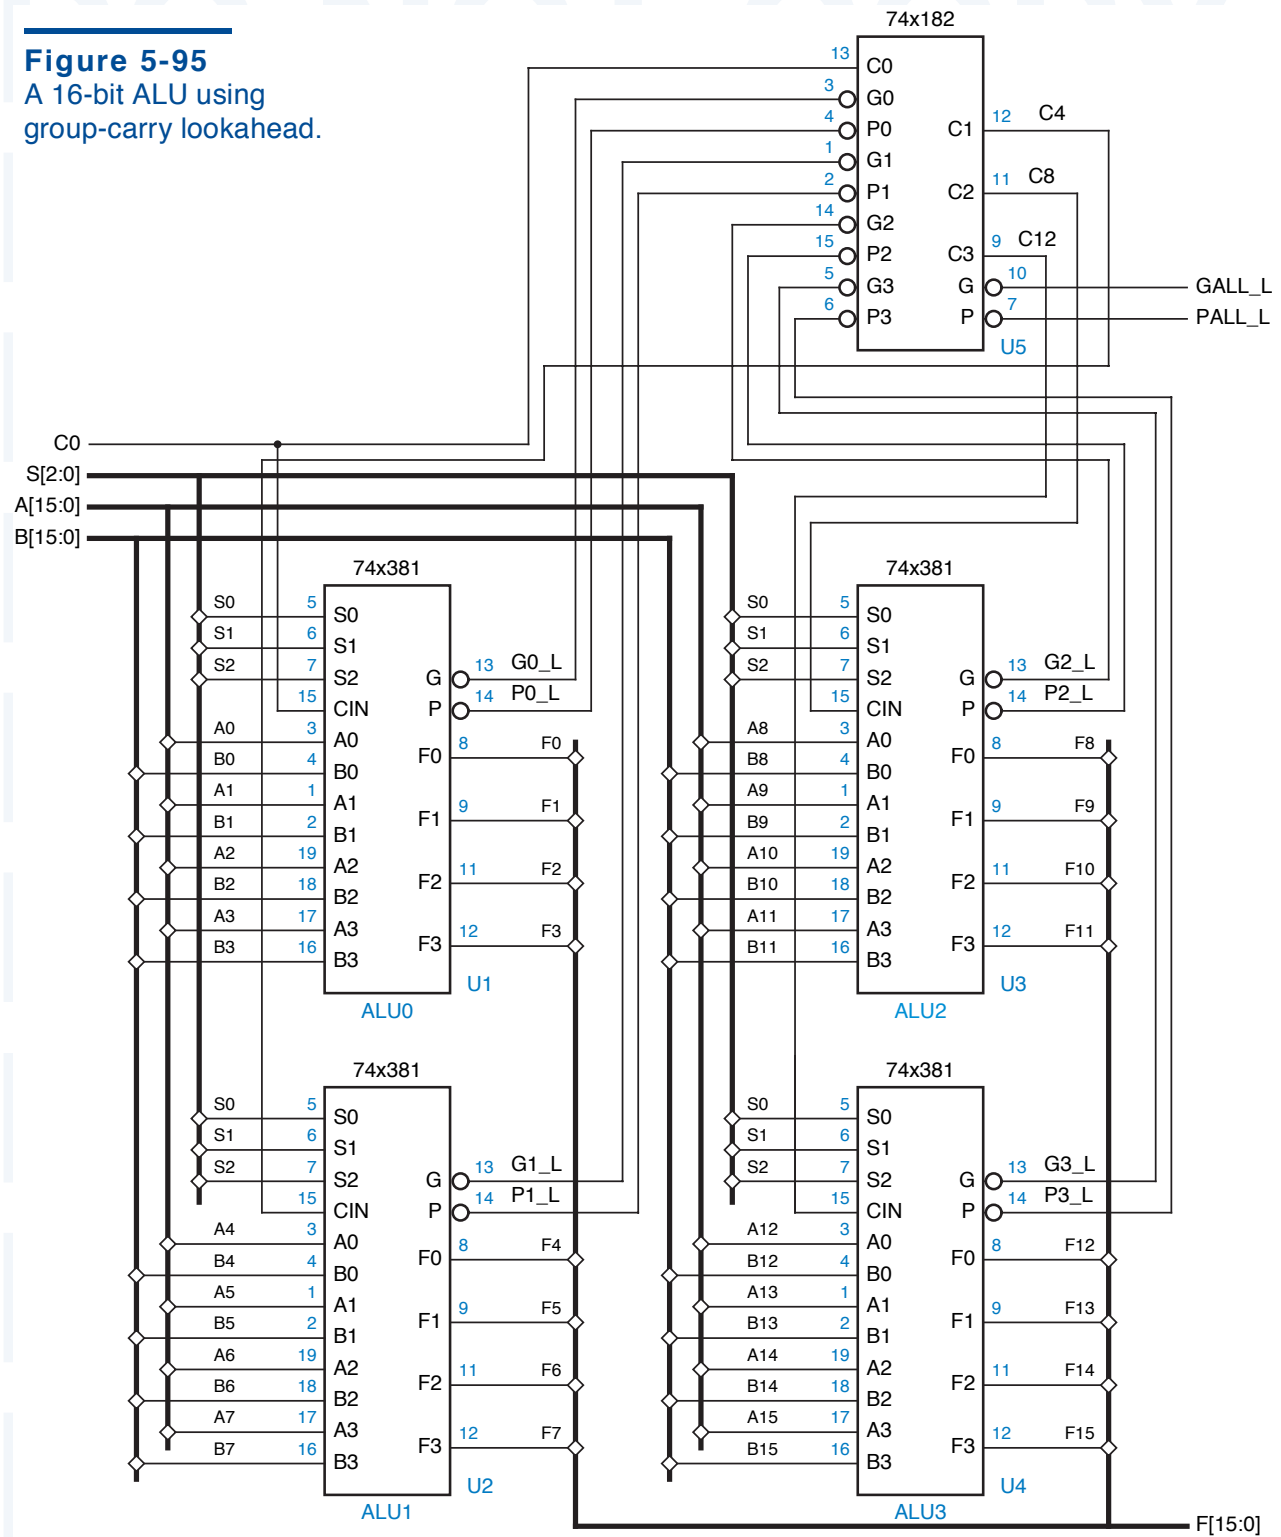 Figure 5-95
A 16-bit ALU using
group-carry lookahead.
74x182
13 C0
3 G0
4 P0
1 G1
2 P1
14 G2
15 P2
5 G3
6 P3
C1 12 C4
C2 11 C8
C3 9 C12
G 10 GALL_L
P 7 PALL_L
U5
C0
S[2:0]
A[15:0]
B[15:0]
74x381
S0 5 S0
S1 6 S1
S2 7 S2
15 CIN
A0 3 A0
B0 4 B0
A1 1 A1
B1 2 B1
A2 19 A2
B2 18 B2
A3 17 A3
B3 16 B3
G 13 G0_L
P 14 P0_L
F0 8 F0
F1 9 F1
F2 11 F2
F3 12 F3
U1
ALU0
74x381
S0 5 S0
S1 6 S1
S2 7 S2
15 CIN
A8 3 A0
B8 4 B0
A9 1 A1
B9 2 B1
A10 19 A2
B10 18 B2
A11 17 A3
B11 16 B3
G 13 G2_L
P 14 P2_L
F0 8 F8
F1 9 F9
F2 11 F10
F3 12 F11
U3
ALU2
74x381
S0 5 S0
S1 6 S1
S2 7 S2
15 CIN
A4 3 A0
B4 4 B0
A5 1 A1
B5 2 B1
A6 19 A2
B6 18 B2
A7 17 A3
B7 16 B3
G 13 G1_L
P 14 P1_L
F0 8 F4
F1 9 F5
F2 11 F6
F3 12 F7
U2
ALU1
74x381
S0 5 S0
S1 6 S1
S2 7 S2
15 CIN
A12 3 A0
B12 4 B0
A13 1 A1
B13 2 B1
A14 19 A2
B14 18 B2
A15 17 A3
B15 16 B3
G 13 G3_L
P 14 P3_L
F0 8 F12
F1 9 F13
F2 11 F14
F3 12 F15
U4
ALU3
F[15:0]